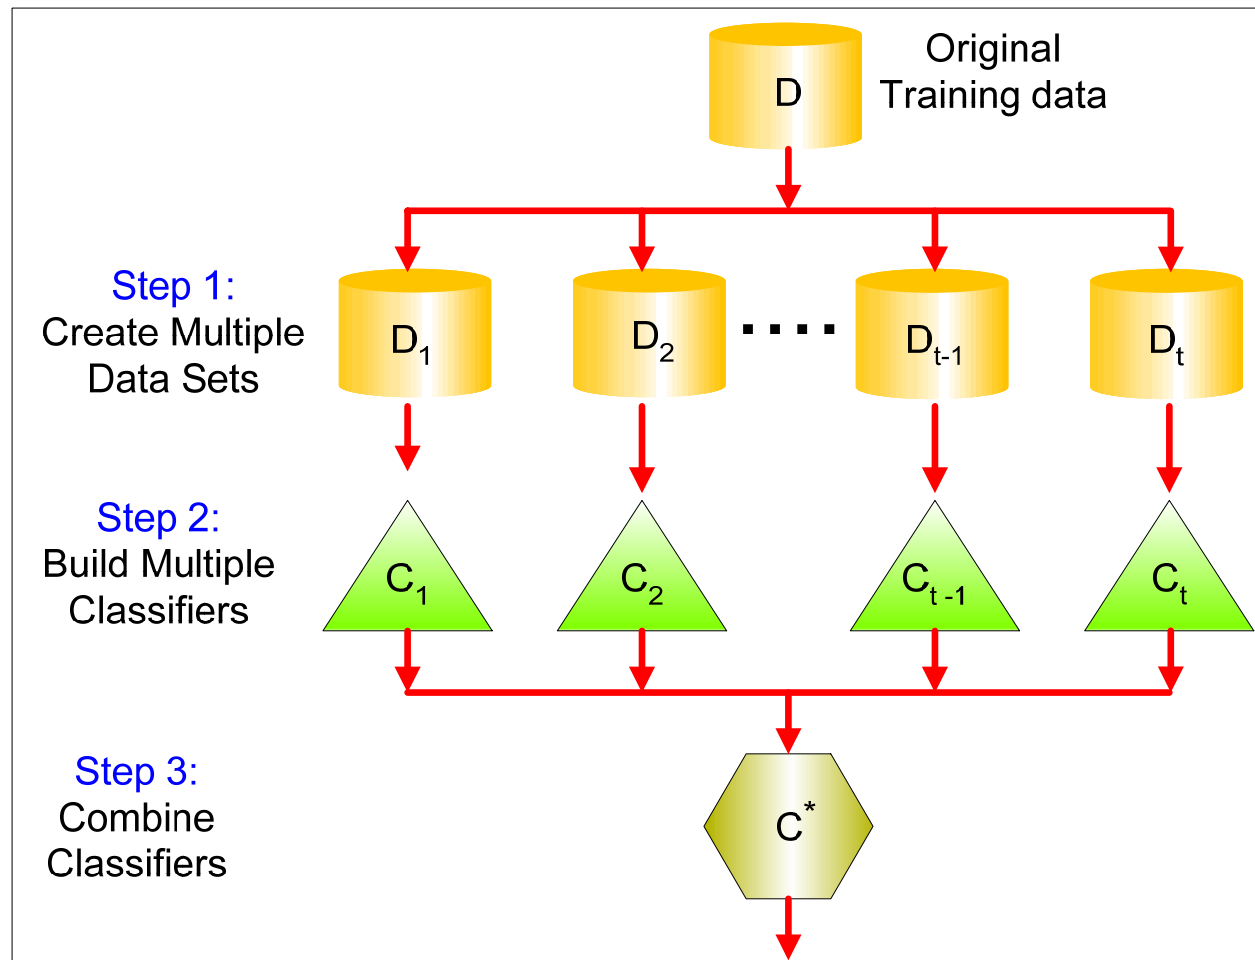 D
Original
Training data
Step 1:
Create Multiple
Data Sets
D1
D2
....
Dt-1
Dt
Step 2:
Build Multiple
Classifiers
C1
C2
Ct -1
Ct
Step 3:
Combine
Classifiers
C*